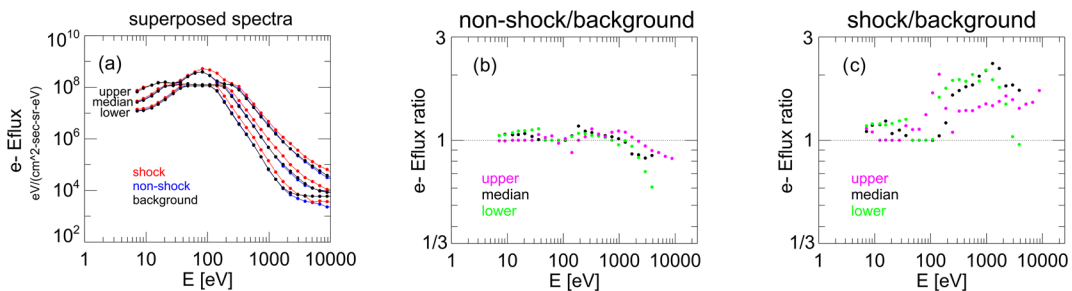 superposed spectra
10^10
10^8
10^6
10^4
10^2
e- Eflux
eV/(cm^2-sec-sr-eV)
(a)
upper
median
lower
shock
non-shock
background
1 10 100 1000 10000
E [eV]
non-shock/background
3
1
1/3
e- Eflux ratio
(b)
upper
median
lower
1 10 100 1000 10000
E [eV]
shock/background
3
1
1/3
e- Eflux ratio
(c)
upper
median
lower
1 10 100 1000 10000
E [eV]